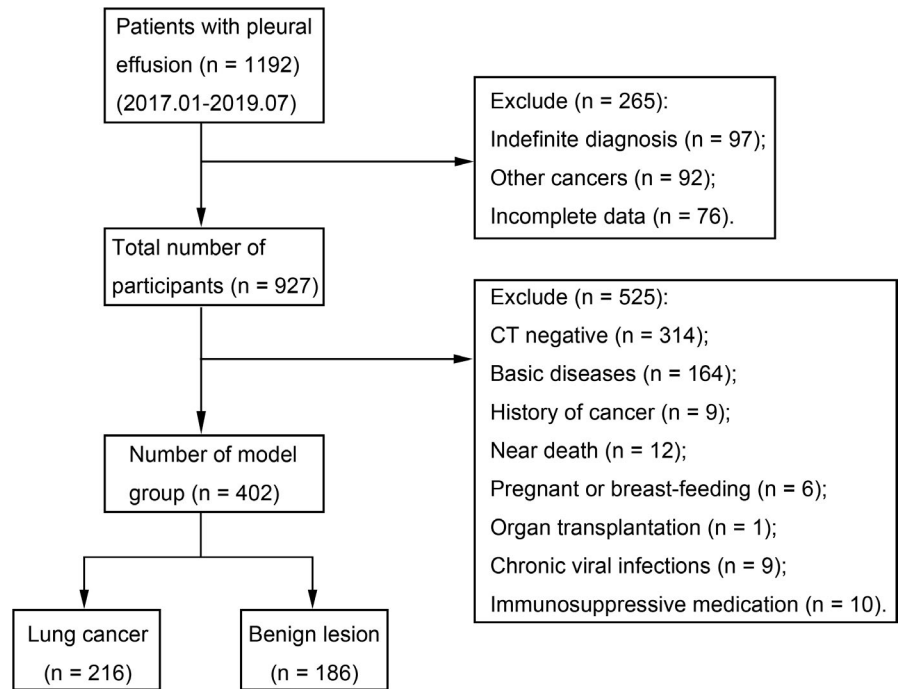 Patients with pleural
effusion (n = 1192)
(2017.01-2019.07)
Exclude (n = 265):
Indefinite diagnosis (n = 97);
Other cancers (n = 92);
Incomplete data (n = 76).
Total number of
participants (n = 927)
Exclude (n = 525):
CT negative (n = 314);
Basic diseases (n = 164);
History of cancer (n = 9);
Near death (n = 12);
Pregnant or breast-feeding (n = 6);
Organ transplantation (n = 1);
Chronic viral infections (n = 9);
Immunosuppressive medication (n = 10).
Number of model
group (n = 402)
Lung cancer
(n = 216)
Benign lesion
(n = 186)